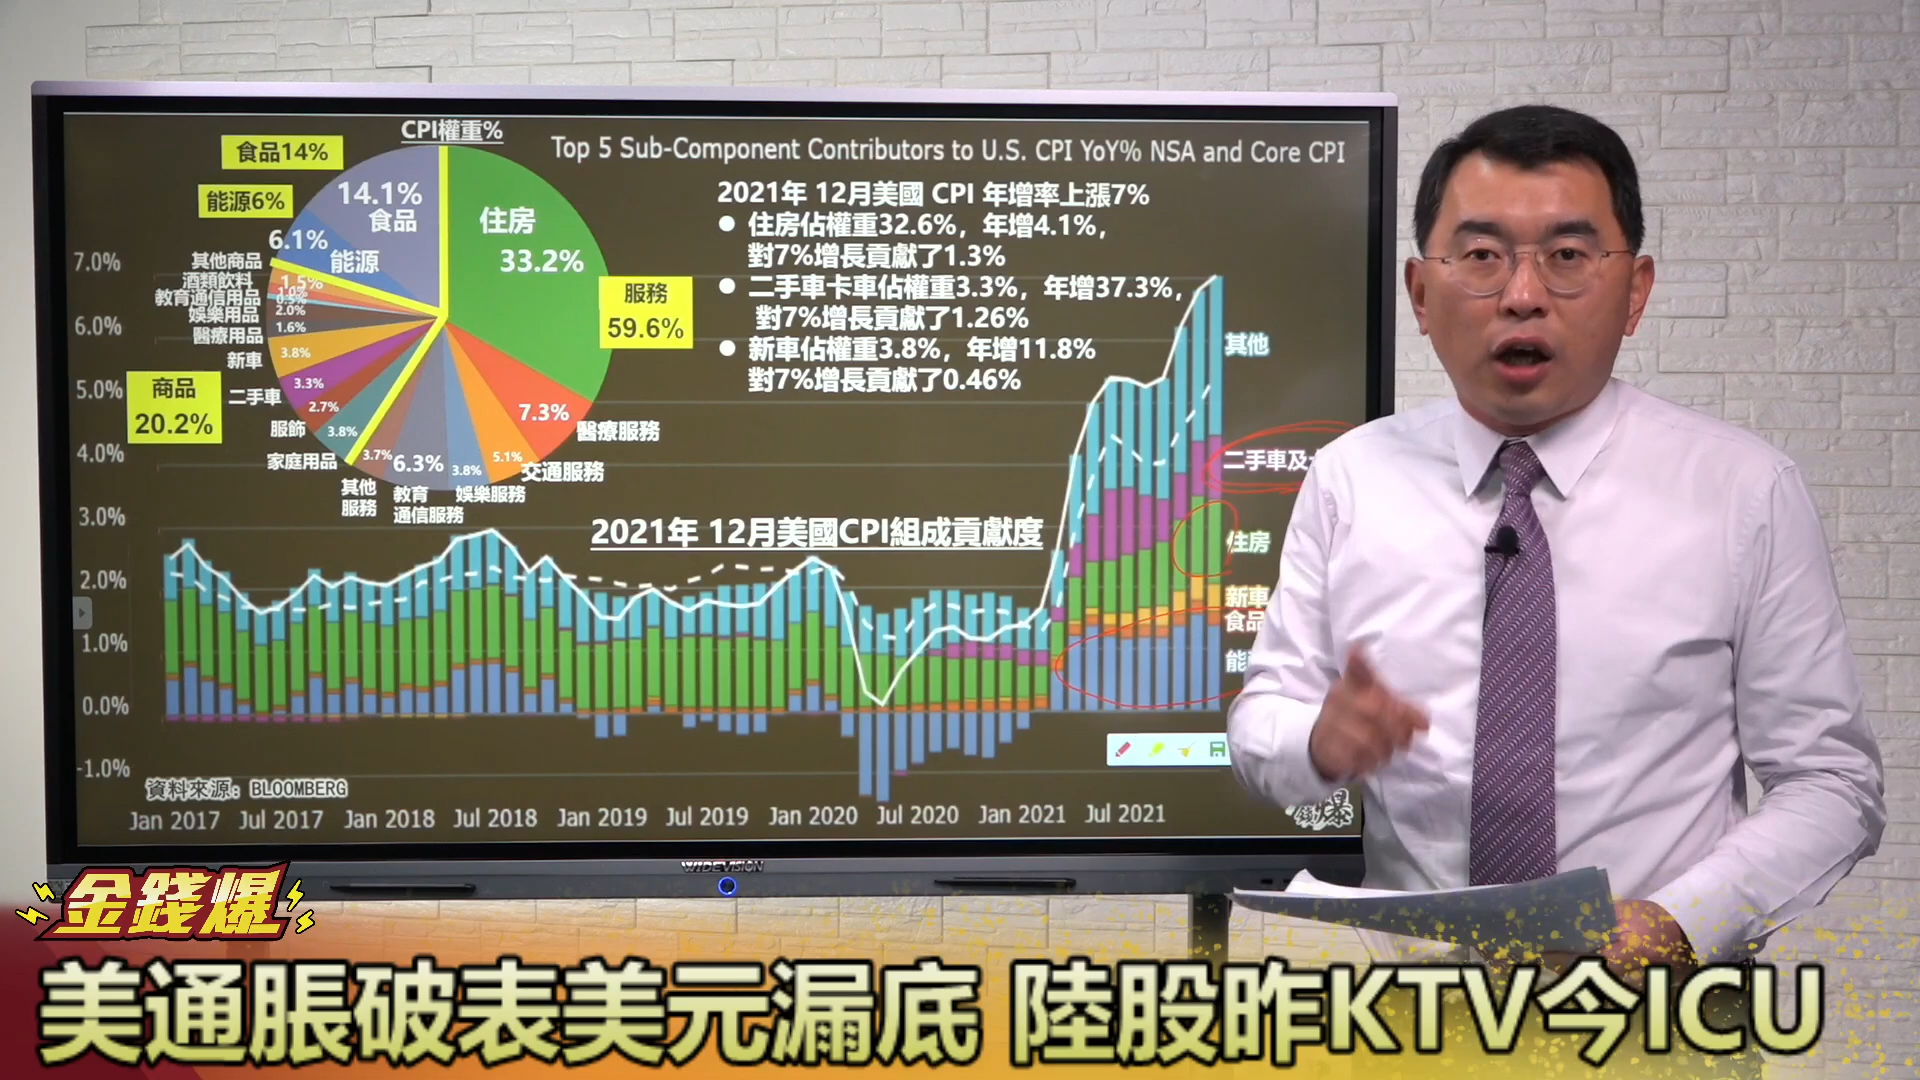 CPI權重%
Top 5 Sub-Component Contributors to U.S. CPI YoY% NSA and Core CPI
食品14%
能源6%
14.1%
食品
6.1%
能源
住房
33.2%
服務
59.6%
商品
20.2%
其他商品
1.5%
酒類飲料
1.0%
教育通信用品
0.5%
娛樂用品
2.0%
醫療用品
1.6%
新車
3.8%
二手車
3.3%
服飾
2.7%
家庭用品
3.8%
其他
服務
3.7%
教育
通信服務
6.3%
娛樂服務
3.8%
交通服務
5.1%
醫療服務
7.3%
2021年 12月美國 CPI 年增率上漲7%
● 住房佔權重32.6%，年增4.1%，
對7%增長貢獻了1.3%
● 二手車卡車佔權重3.3%，年增37.3%，
對7%增長貢獻了1.26%
● 新車佔權重3.8%，年增11.8%
對7%增長貢獻了0.46%
2021年 12月美國CPI組成貢獻度
7.0%
6.0%
5.0%
4.0%
3.0%
2.0%
1.0%
0.0%
-1.0%
其他
二手車及
住房
新車
食品
資料來源：BLOOMBERG
Jan 2017 Jul 2017 Jan 2018 Jul 2018 Jan 2019 Jul 2019 Jan 2020 Jul 2020 Jan 2021 Jul 2021
WIDEVISION
金錢爆
美通脹破表美元漏底 陸股昨KTV今ICU